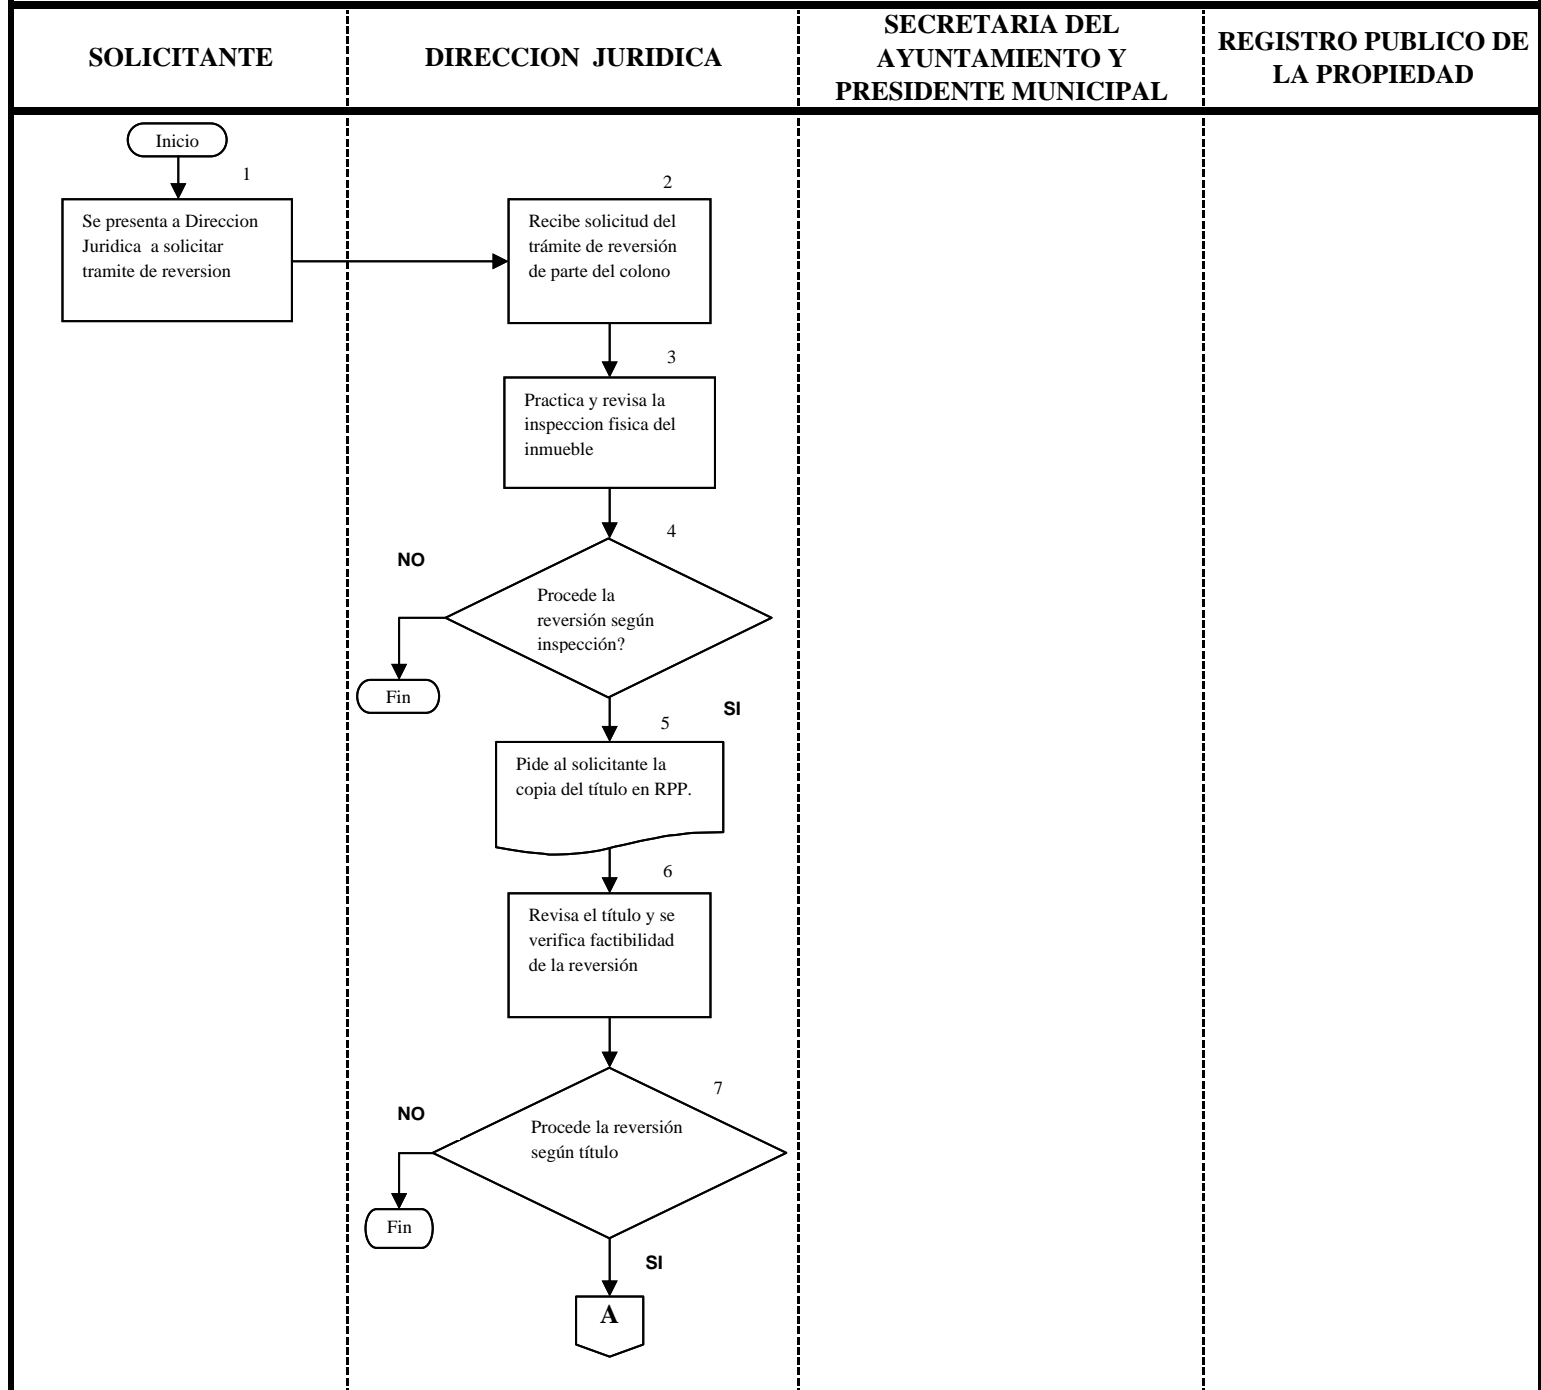 SOLICITANTE
DIRECCION JURIDICA
SECRETARIA DEL
AYUNTAMIENTO Y
PRESIDENTE MUNICIPAL
REGISTRO PUBLICO DE
LA PROPIEDAD
Inicio
1
Se presenta a Direccion
Juridica a solicitar
tramite de reversion
2
Recibe solicitud del
trámite de reversión
de parte del colono
3
Practica y revisa la
inspeccion fisica del
inmueble
4
NO
Procede la
reversión según
inspección?
Fin
SI
5
Pide al solicitante la
copia del título en RPP.
6
Revisa el título y se
verifica factibilidad
de la reversión
7
NO
Procede la reversión
según título
Fin
SI
A